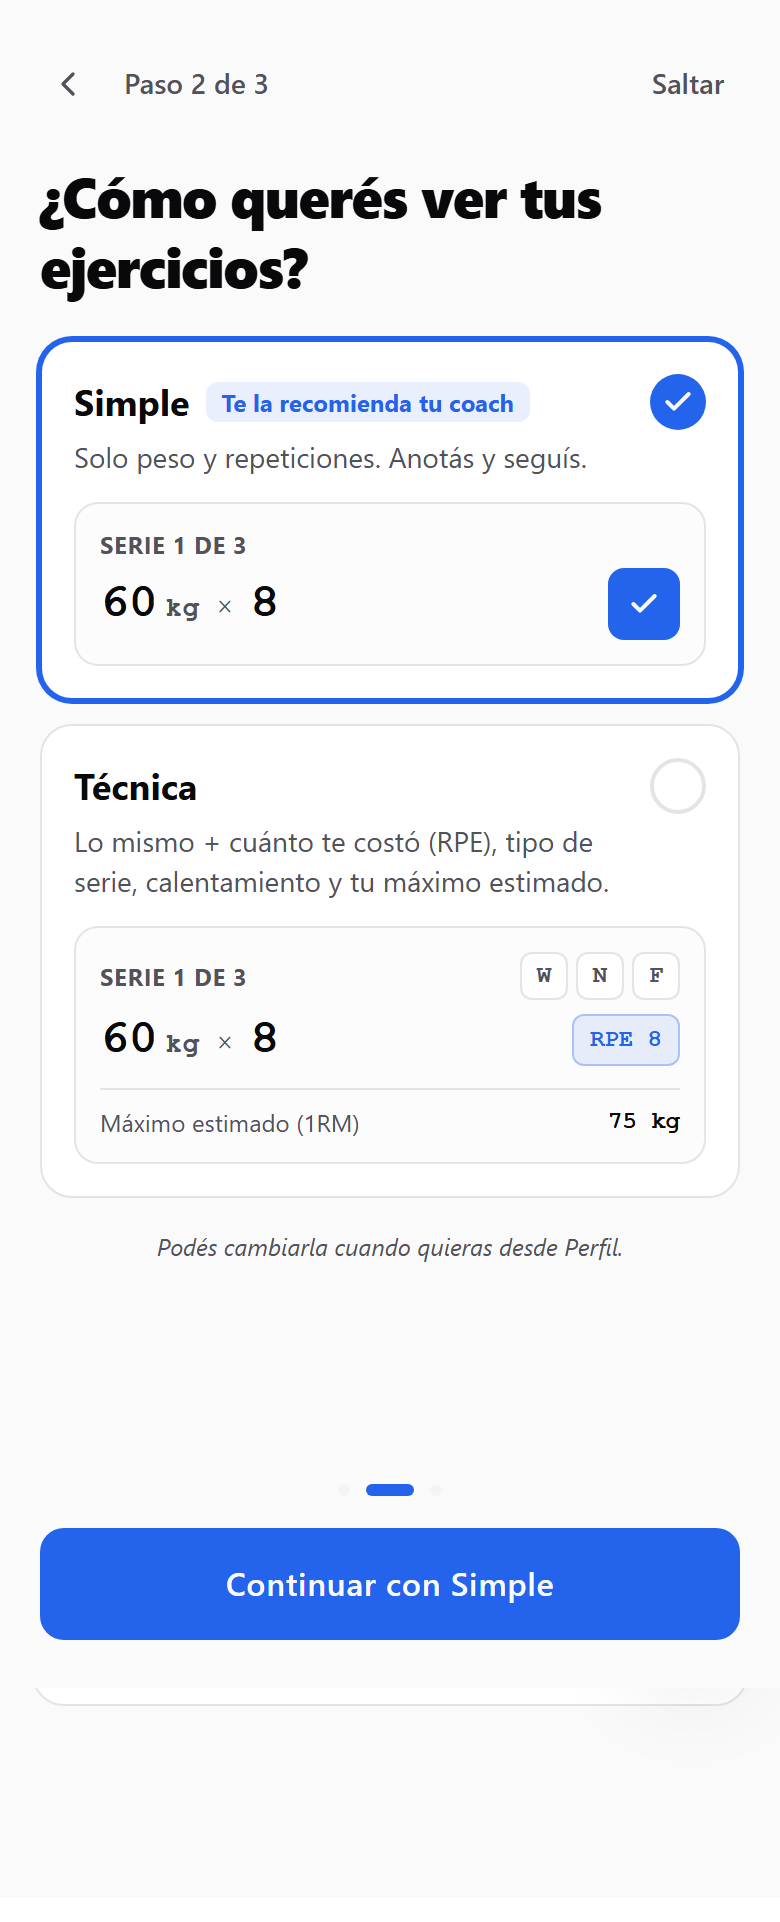 Paso 2 de 3
Saltar
¿Cómo querés ver tus
ejercicios?
Simple
Te la recomienda tu coach
Solo peso y repeticiones. Anotás y seguís.
SERIE 1 DE 3
60 kg × 8
Técnica
Lo mismo + cuánto te costó (RPE), tipo de
serie, calentamiento y tu máximo estimado.
SERIE 1 DE 3
W N F
60 kg × 8
RPE 8
Máximo estimado (1RM)
75 kg
Podés cambiarla cuando quieras desde Perfil.
Continuar con Simple